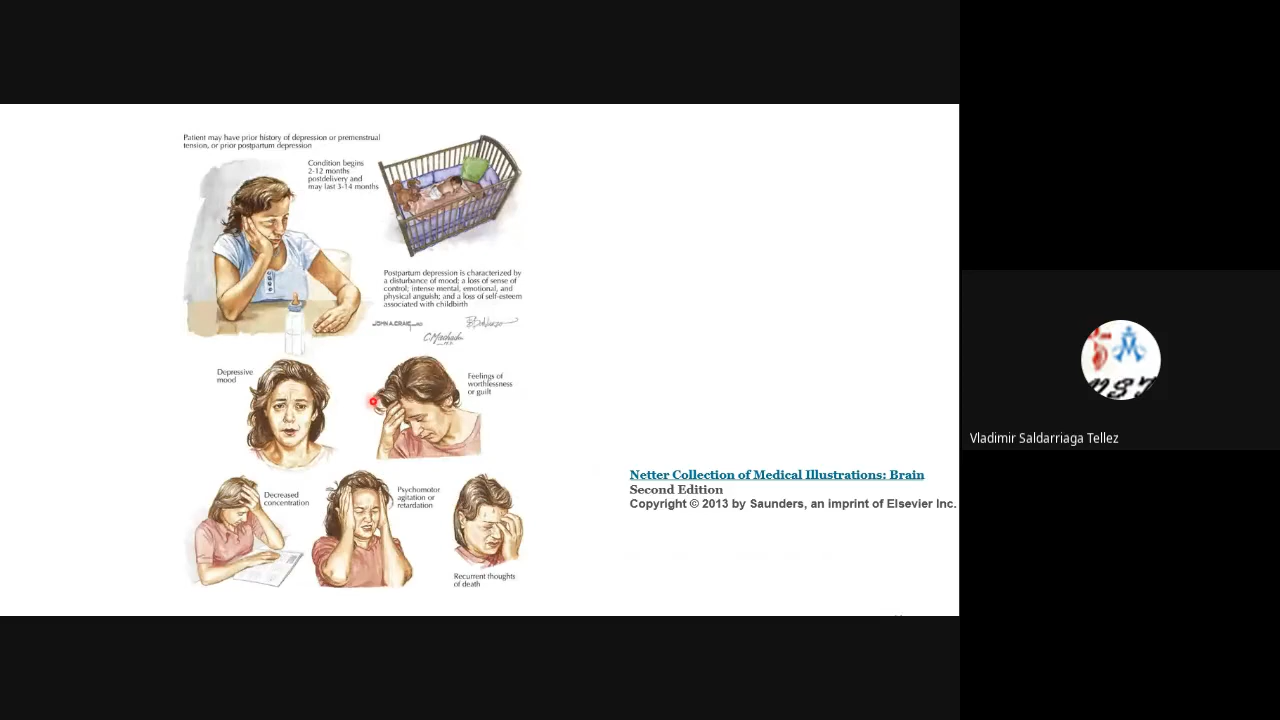 Patient may have prior history of depression or premenstrual
tension, or prior postpartum depression
Condition begins
2-12 months
postdelivery and
may last 3-14 months
Postpartum depression is characterized by
a disturbance of mood; a loss of sense of
control; intense mental, emotional, and
physical anguish; and a loss of self-esteem
associated with childbirth
JOHN A. CRAIG MD
C. Machado
Depressive
mood
Feelings of
worthlessness
or guilt
Decreased
concentration
Psychomotor
agitation or
retardation
Recurrent thoughts
of death
Netter Collection of Medical Illustrations: Brain
Second Edition
Copyright © 2013 by Saunders, an imprint of Elsevier Inc.
Vladimir Saldarriaga Tellez